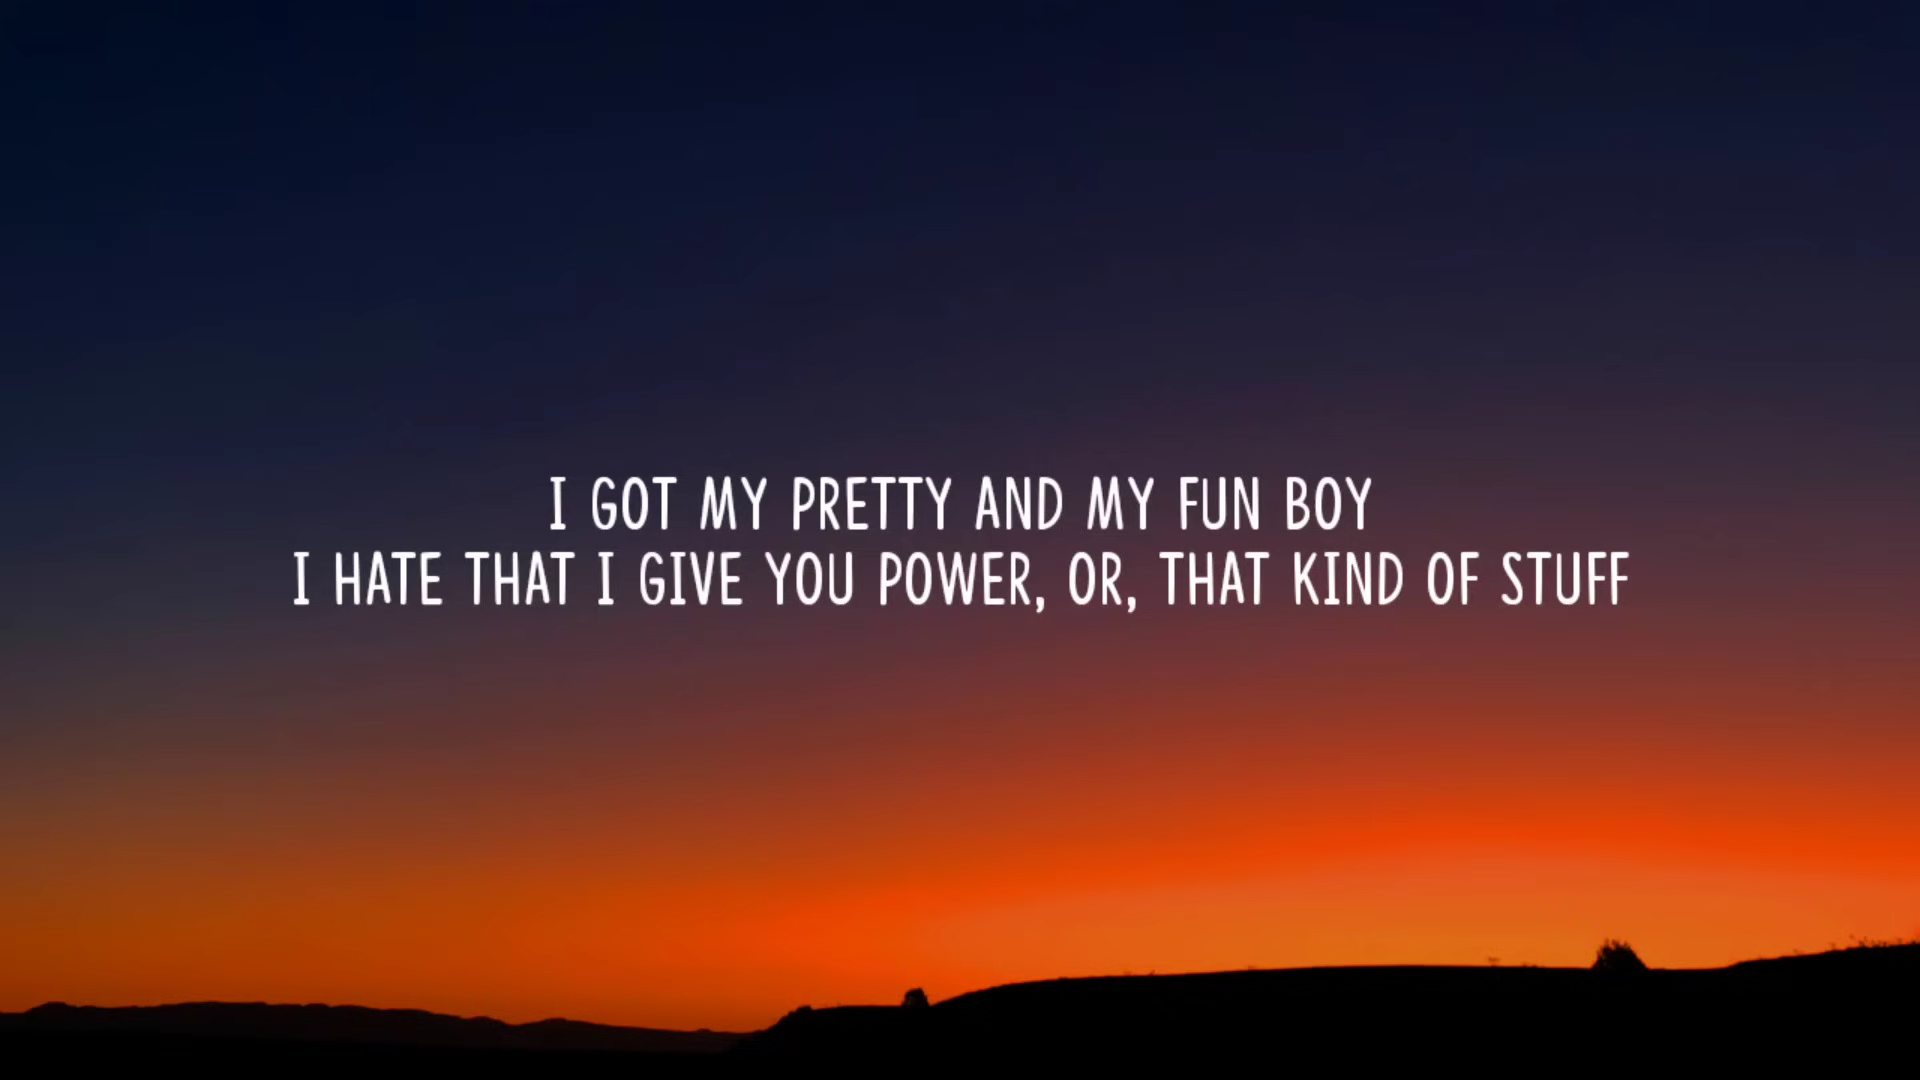 I GOT MY PRETTY AND MY FUN BOY
I HATE THAT I GIVE YOU POWER, OR, THAT KIND OF STUFF